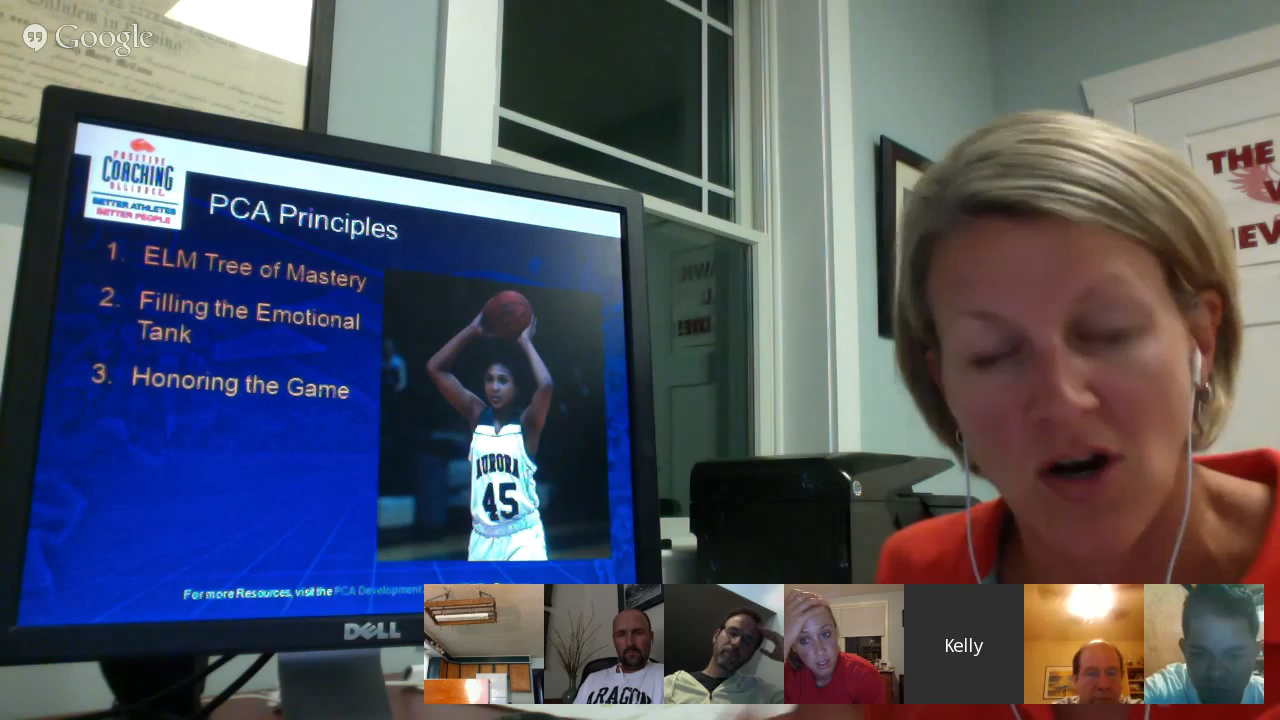 Google
POSITIVE
COACHING
ALLIANCE
BETTER ATHLETES
BETTER PEOPLE
PCA Principles
1. ELM Tree of Mastery
2. Filling the Emotional
Tank
3. Honoring the Game
AURORA
45
For more Resources, visit the PCA Development
DELL
THE
ARAGON
Kelly